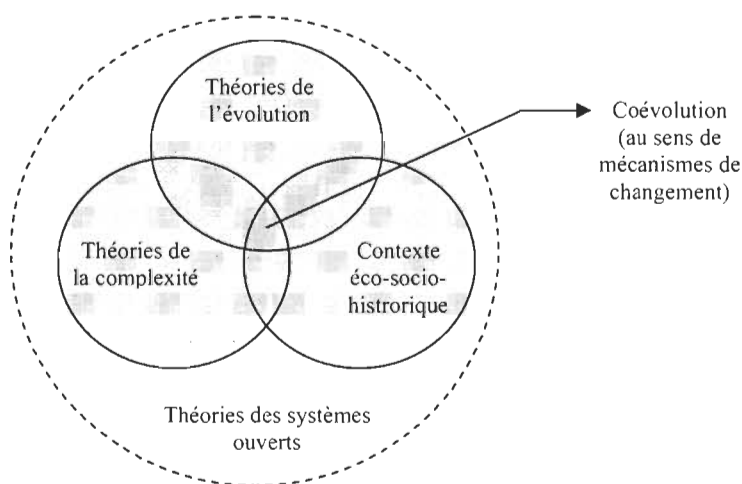 Théories de
l'évolution
Coévolution
(au sens de
mécanismes de
changement)
Théories de
la complexité
Contexte
éco-socio-
histrorique
Théories des systèmes
ouverts